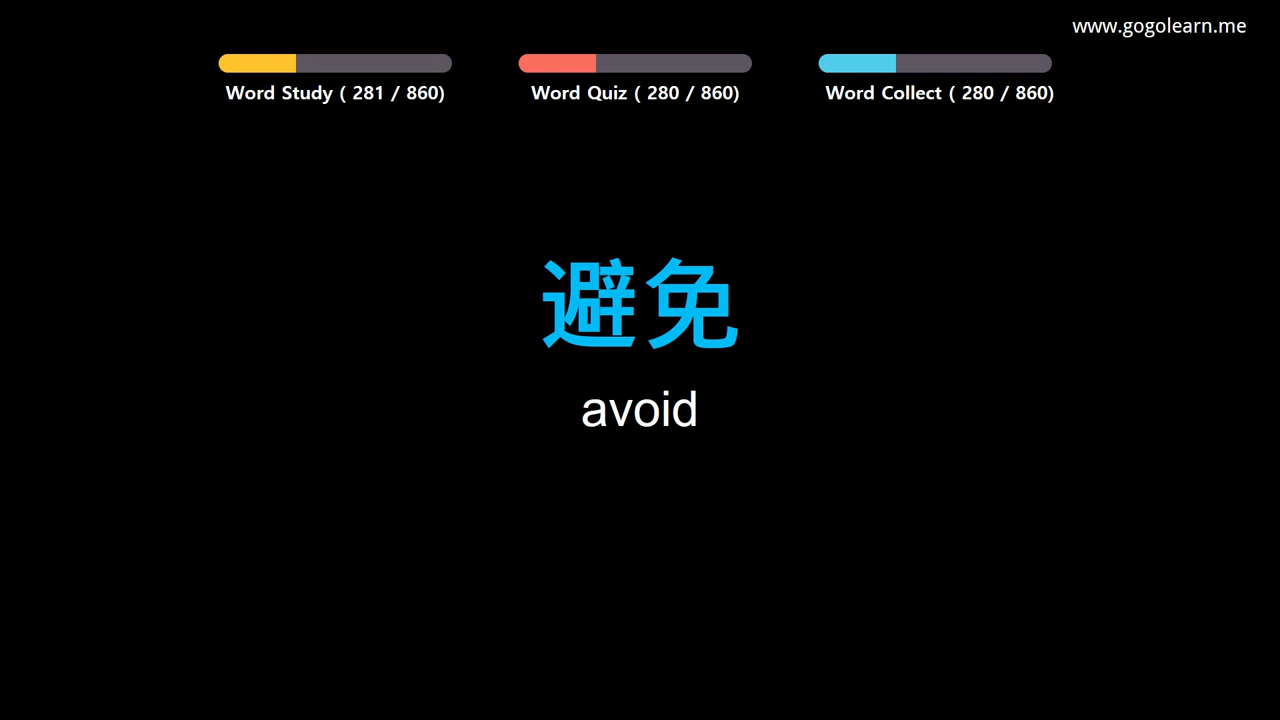 www.gogolearn.me
Word Study ( 281 / 860)
Word Quiz ( 280 / 860)
Word Collect ( 280 / 860)
避免
avoid